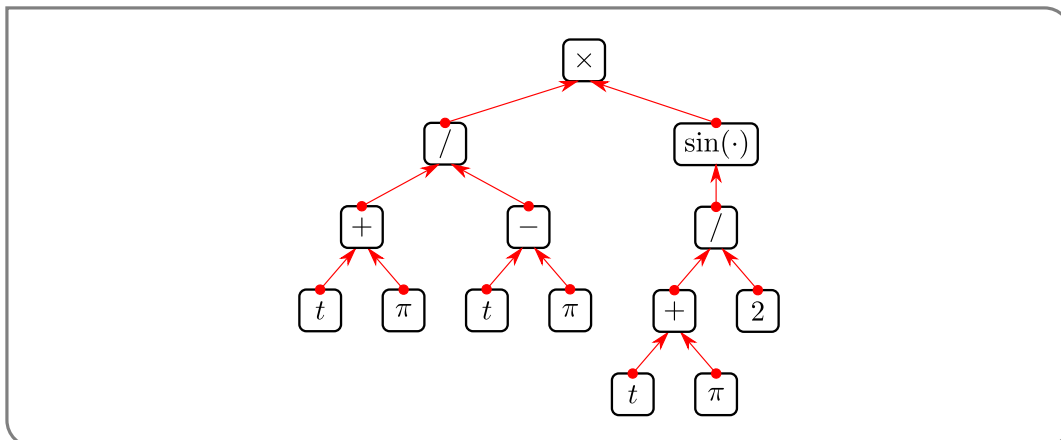 ×
/ sin(·)
+ − /
t π t π + 2
t π